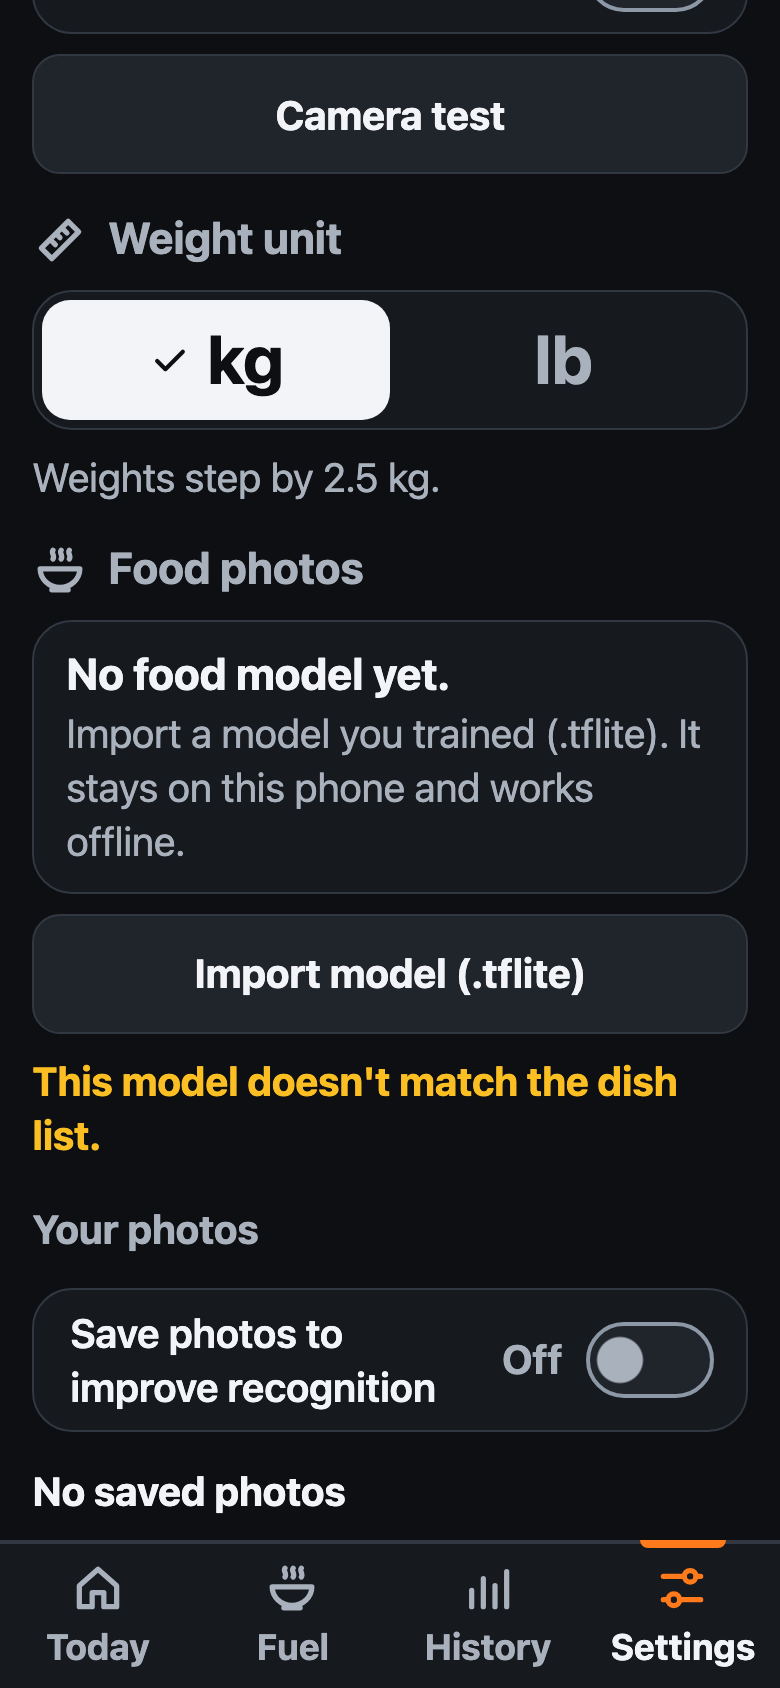 Camera test
Weight unit
kg
lb
Weights step by 2.5 kg.
Food photos
No food model yet.
Import a model you trained (.tflite). It
stays on this phone and works
offline.
Import model (.tflite)
This model doesn't match the dish
list.
Your photos
Save photos to
improve recognition
Off
No saved photos
Today
Fuel
History
Settings